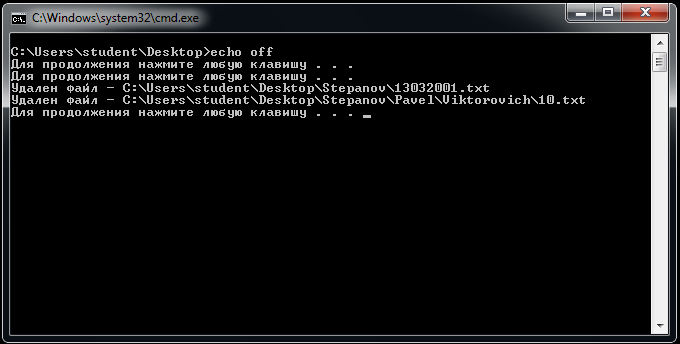 C:\Windows\system32\cmd.exe
C:\Users\student\Desktop>echo off
Для продолжения нажмите любую клавишу . . .
Для продолжения нажмите любую клавишу . . .
Удален файл - C:\Users\student\Desktop\Stepanov\13032001.txt
Удален файл - C:\Users\student\Desktop\Stepanov\Pavel\Viktorovich\10.txt
Для продолжения нажмите любую клавишу . . . _